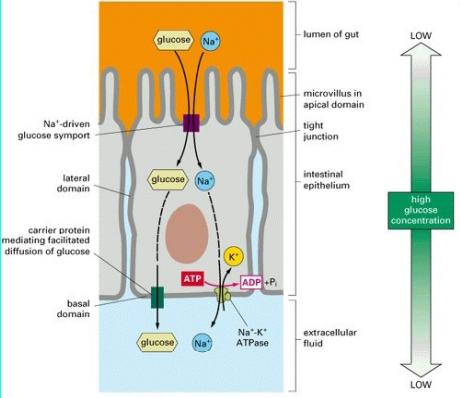 glucose
Na⁺
lumen of gut
LOW
microvillus in
apical domain
Na⁺-driven
glucose symport
tight
junction
lateral
domain
glucose
Na⁺
intestinal
epithelium
high
glucose
concentration
carrier protein
mediating facilitated
diffusion of glucose
K⁺
ATP
ADP +Pᵢ
basal
domain
glucose
Na⁺
Na⁺-K⁺
ATPase
extracellular
fluid
LOW